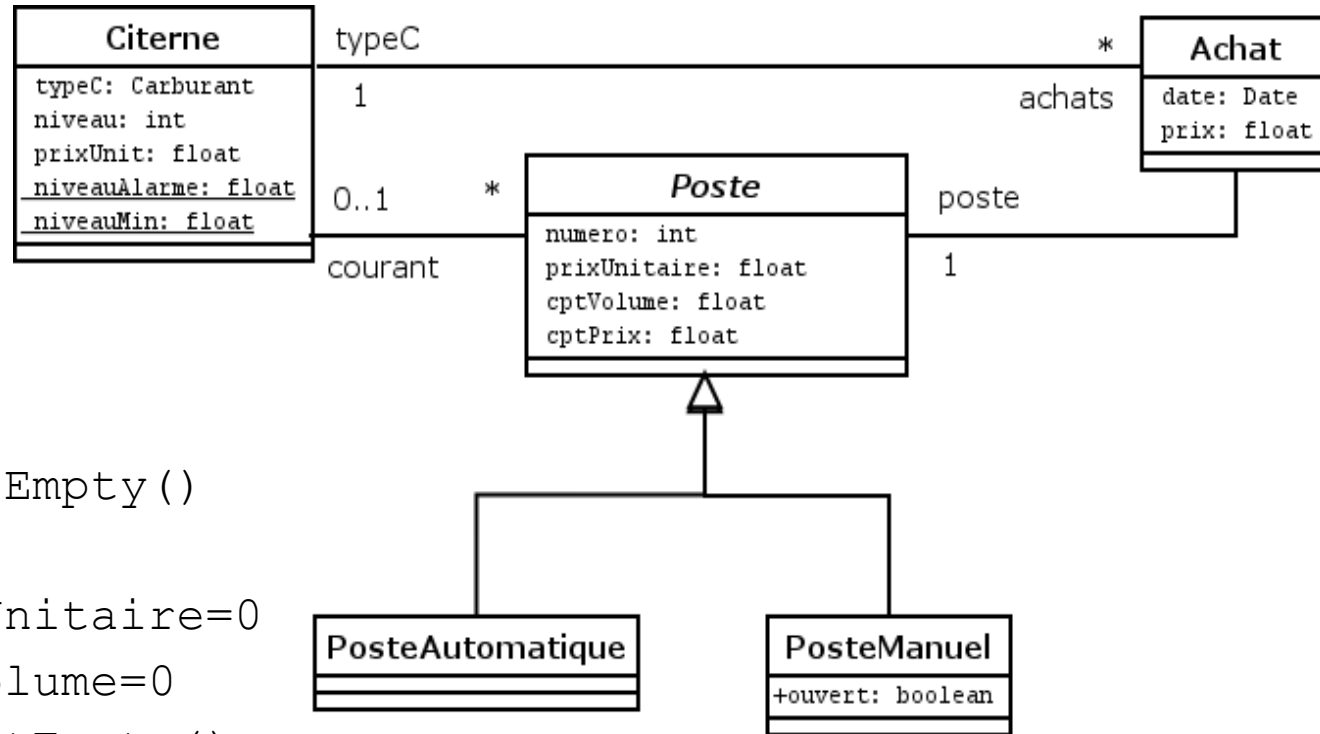 Citerne
typeC: Carburant
niveau: int
prixUnit: float
niveauAlarme: float
niveauMin: float
typeC
1
*
achats
Achat
date: Date
prix: float
0..1
*
courant
Poste
numero: int
prixUnitaire: float
cptVolume: float
cptPrix: float
poste
1
Empty()
nitaire=0
lume=0
PosteAutomatique
PosteManuel
+ouvert: boolean